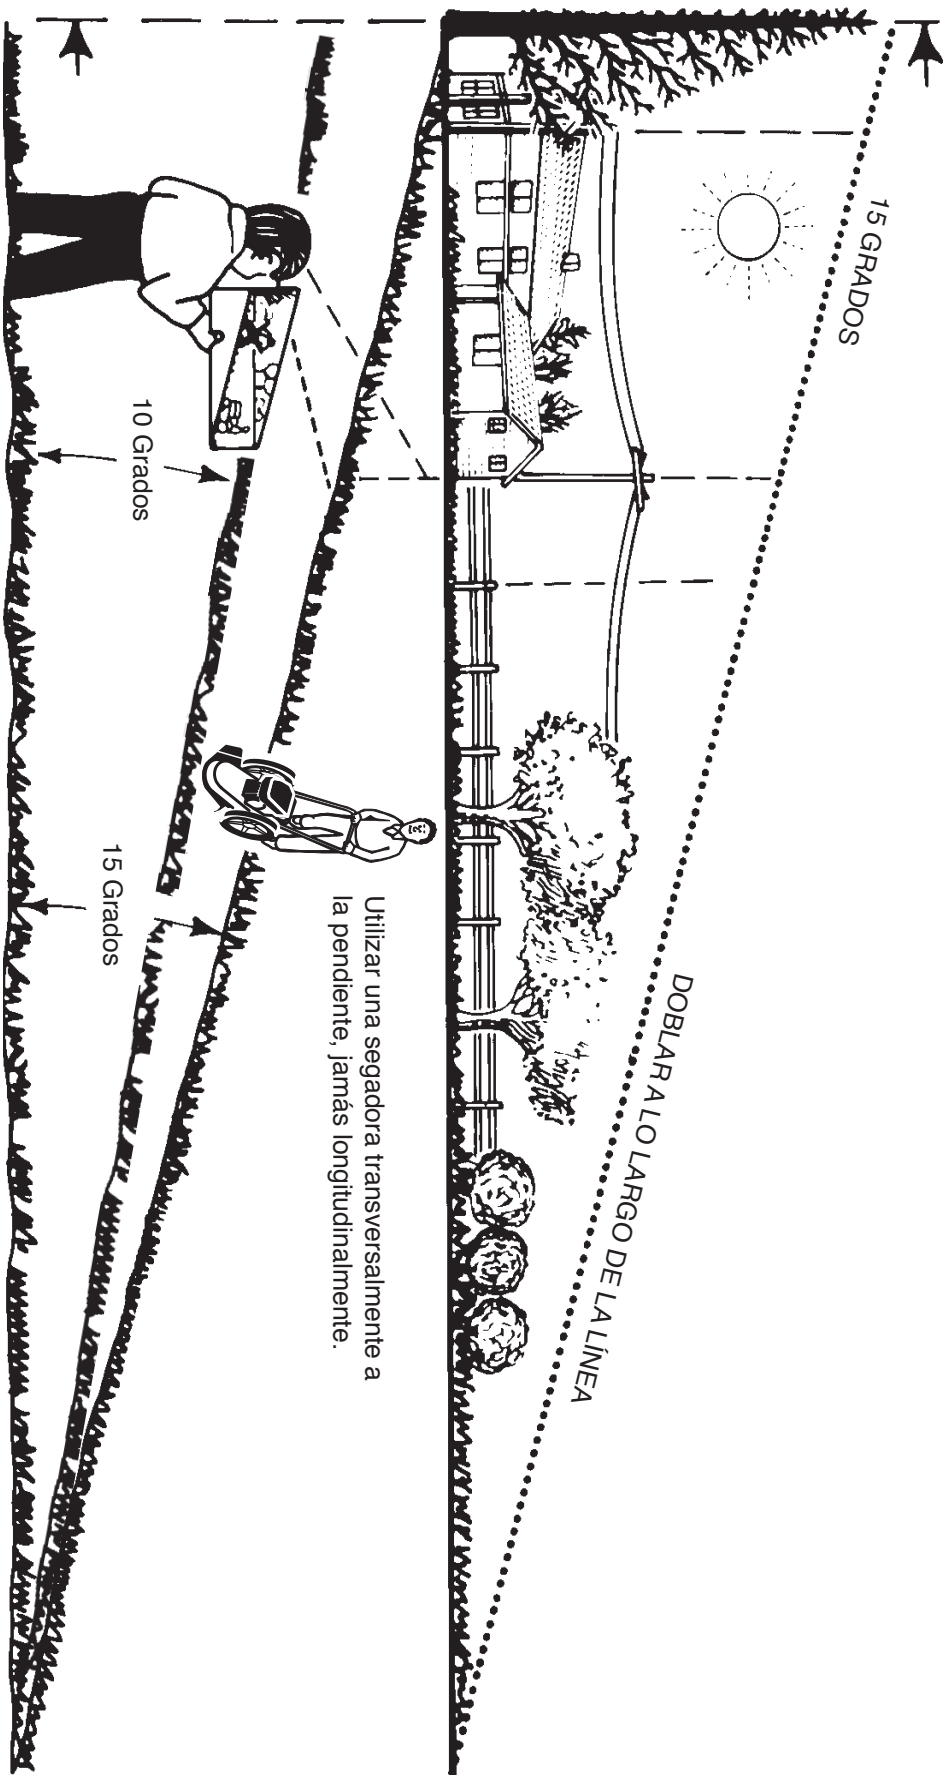 15 GRADOS
DOBLAR A LO LARGO DE LA LÍNEA
Utilizar una segadora transversalmente a
la pendiente, jamás longitudinalmente.
10 Grados
15 Grados